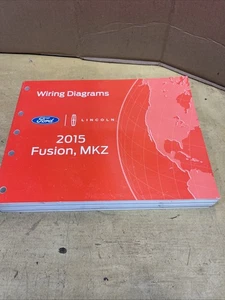 Wiring Diagrams
Ford LINCOLN
2015
Fusion, MKZ